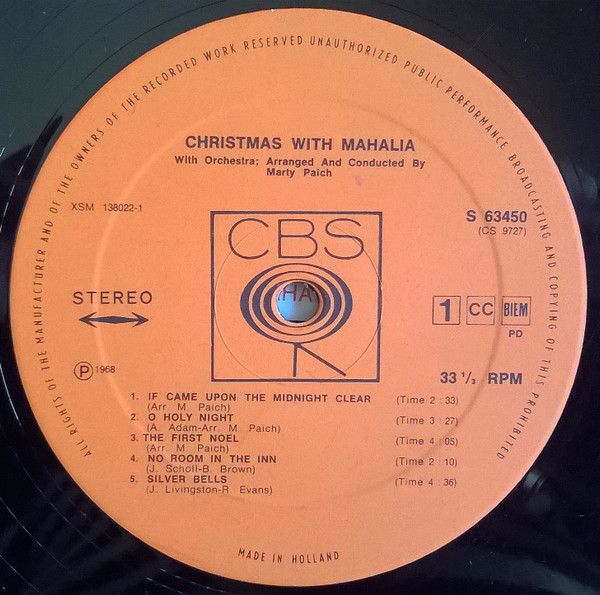 ALL RIGHTS OF THE MANUFACTURER AND OF THE OWNERS OF THE RECORDED WORK RESERVED UNAUTHORIZED PUBLIC PERFORMANCE BROADCASTING AND COPYING OF THIS PROHIBITED
CHRISTMAS WITH MAHALIA
With Orchestra; Arranged And Conducted By
Marty Paich
XSM 138022-1
S 63450
(CS 9727)
CBS
HA
STEREO
1 CC BIEM
PD
℗ 1968
33 1/3 RPM
1. IF CAME UPON THE MIDNIGHT CLEAR (Time 2 : 33)
(Arr. M. Paich)
2. O HOLY NIGHT (Time 3 : 27)
(A. Adam-Arr. M. Paich)
3. THE FIRST NOEL (Time 4 : 05)
(Arr. M. Paich)
4. NO ROOM IN THE INN (Time 2 : 10)
(J. Scholl-B. Brown)
5. SILVER BELLS (Time 4 : 36)
(J. Livingston-R. Evans)
MADE IN HOLLAND